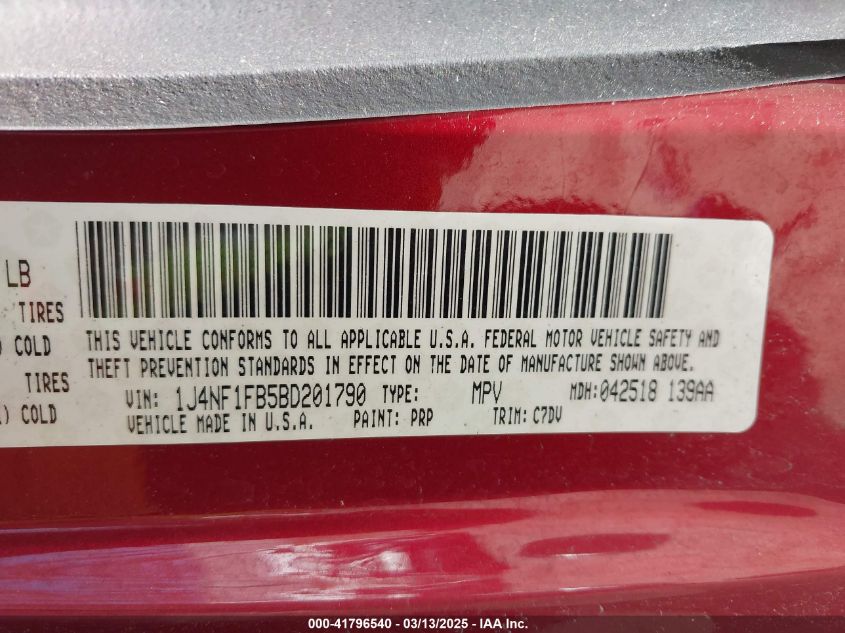 LB
TIRES
COLD
TIRES
) COLD
THIS VEHICLE CONFORMS TO ALL APPLICABLE U.S.A. FEDERAL MOTOR VEHICLE SAFETY AND
THEFT PREVENTION STANDARDS IN EFFECT ON THE DATE OF MANUFACTURE SHOWN ABOVE.
VIN: 1J4NF1FB5BD201790 TYPE: MPV MDH: 042518 139AA
VEHICLE MADE IN U.S.A. PAINT: PRP TRIM: C7DV
000-41796540 - 03/13/2025 - IAA Inc.